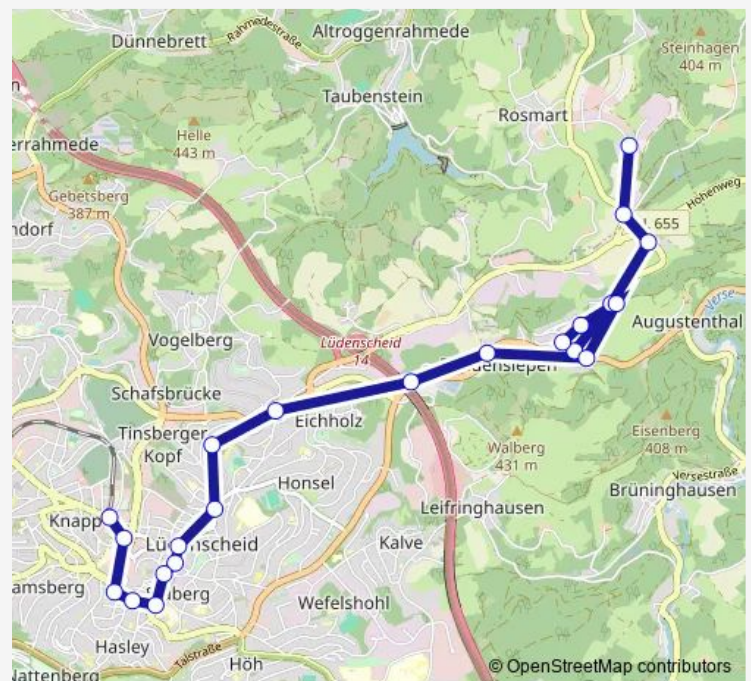 Dünnebrett
Rahmedestraße
Altroggenrahmede
Steinhagen
404 m
Taubenstein
Rosmart
Helle
443 m
errahmede
Gebetsberg
387 m
ndorf
Höhenweg
L 655
Verse
Augustenthal
Vogelberg
Lüdenscheid
14
Schafsbrücke
Tinsberger
Kopf
Eichholz
Walberg
431 m
Eisenberg
408 m
Versestraße
Brüninghausen
Honsel
Leifringhausen
Knapp
Kalve
amsberg
Wefelshohl
Hasley
Talstraße
Höh
Nattenberg
© OpenStreetMap contributors